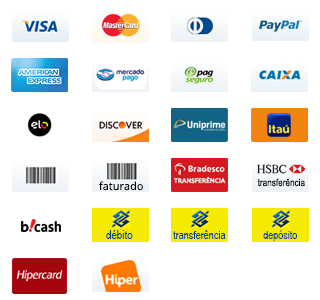 VISA
MasterCard
PayPal
AMERICAN EXPRESS
mercado pago
pag seguro
CAIXA
elo
DISCOVER
Uniprime
Itaú
faturado
Bradesco
TRANSFERÊNCIA
HSBC
transferência
b!cash
débito
transferência
depósito
Hipercard
Hiper